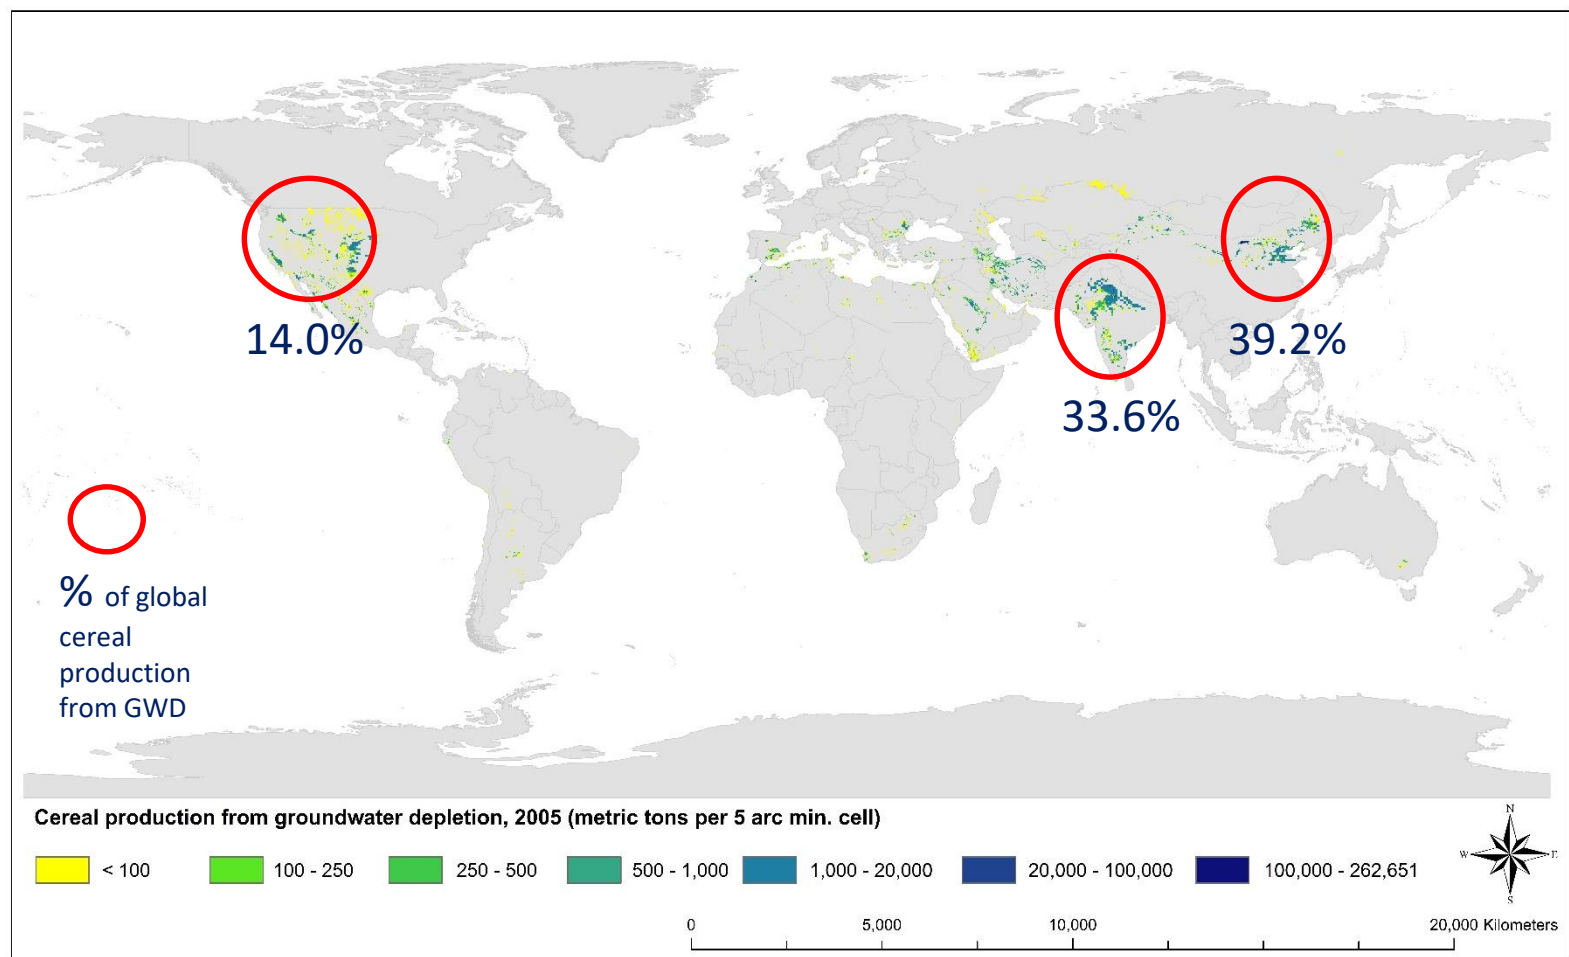 14.0%
39.2%
33.6%
% of global
cereal
production
from GWD
Cereal production from groundwater depletion, 2005 (metric tons per 5 arc min. cell)
< 100
100 - 250
250 - 500
500 - 1,000
1,000 - 20,000
20,000 - 100,000
100,000 - 262,651
N
W
E
S
0
5,000
10,000
20,000 Kilometers